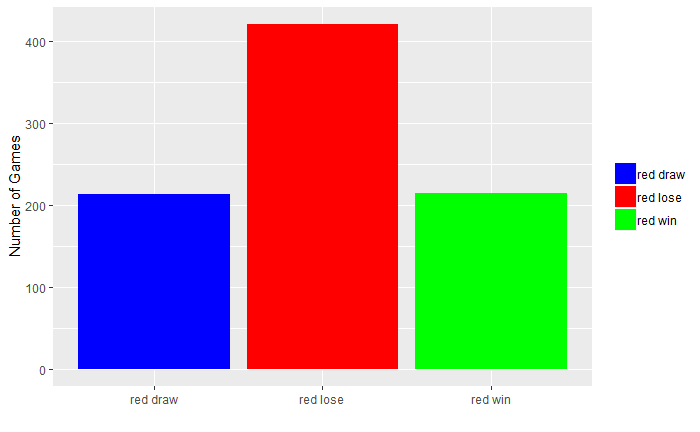 Number of Games
400
300
200
100
0
red draw
red lose
red win
red draw
red lose
red win